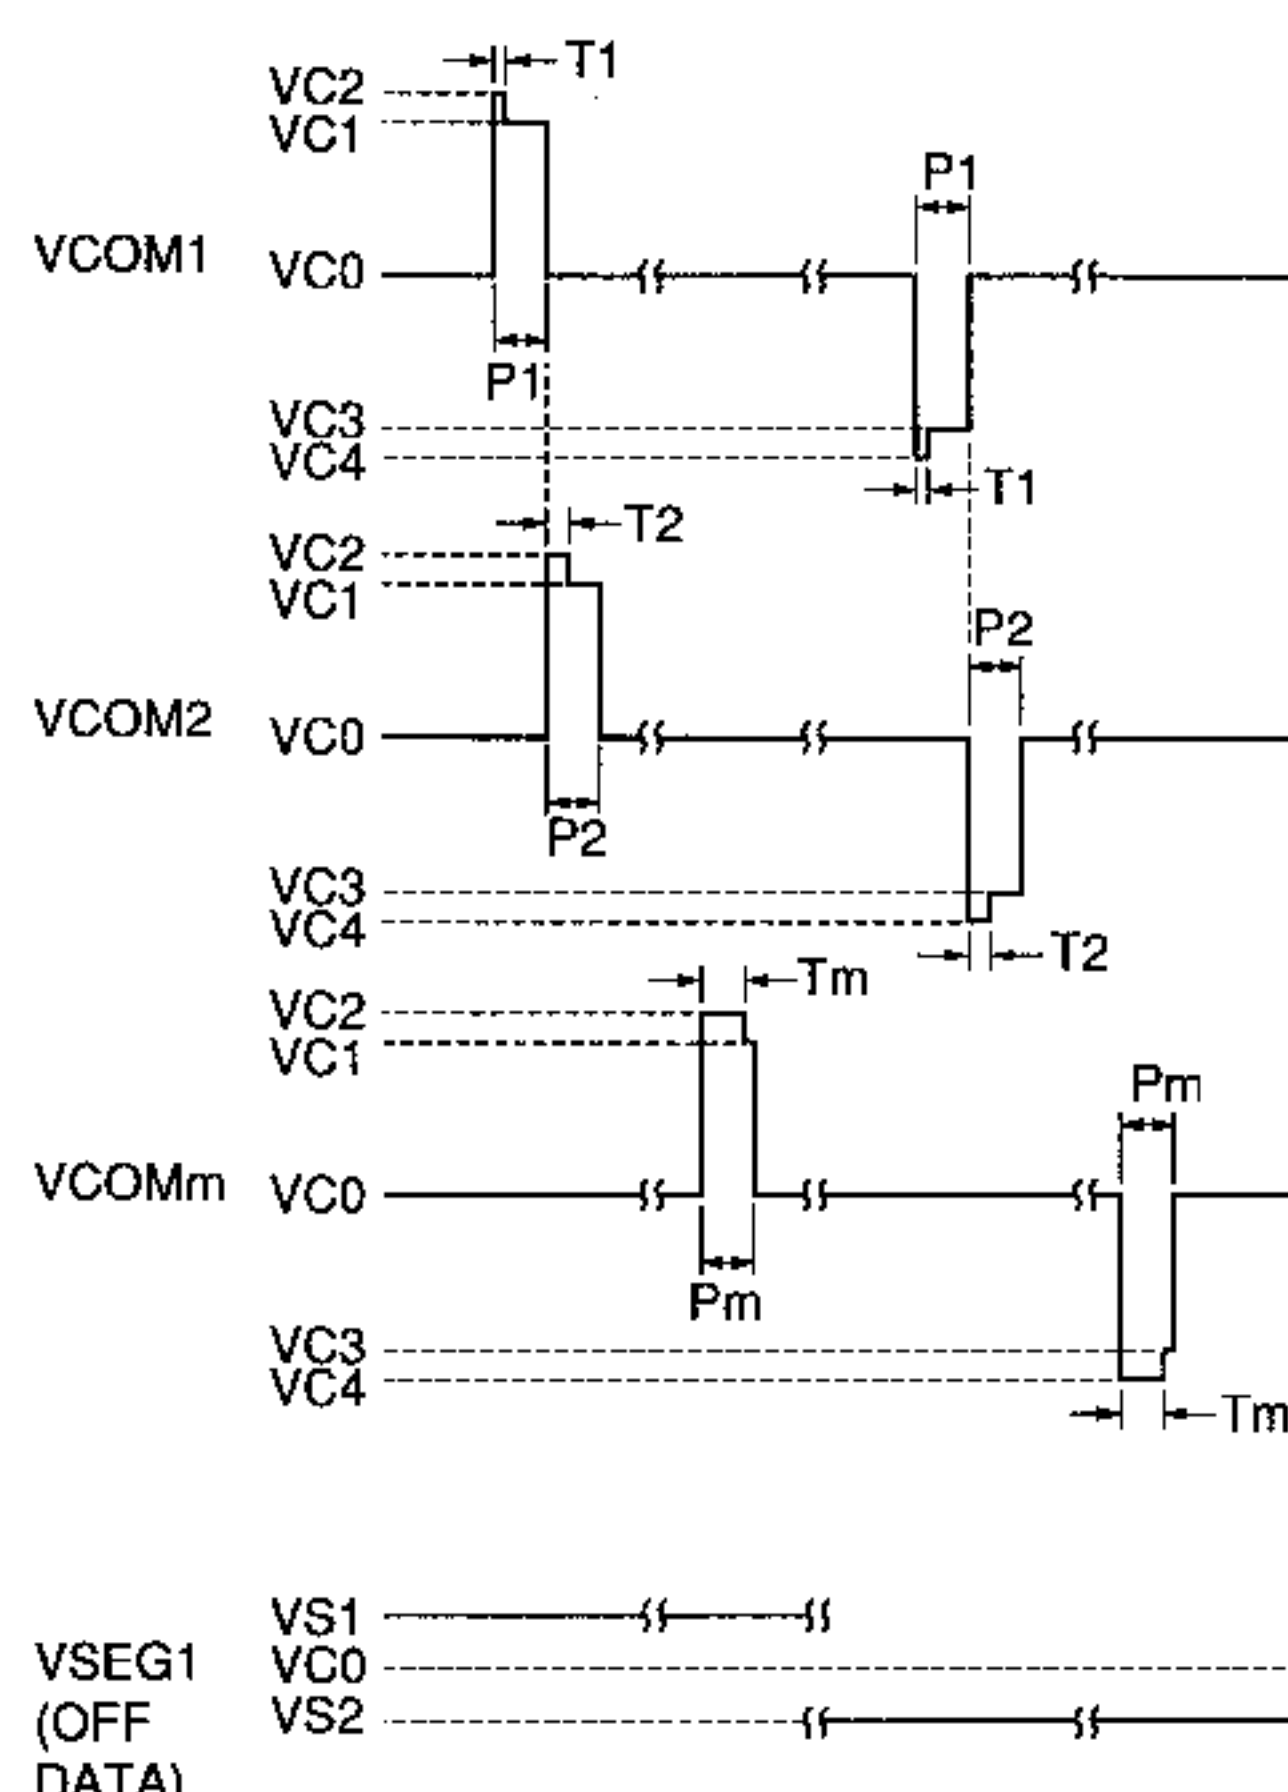 T1
VC2
VC1
P1
VCOM1 VC0
P1
VC3
VC4
T1
T2
VC2
VC1
P2
VCOM2 VC0
P2
VC3
VC4
T2
Tm
VC2
VC1
Pm
VCOMm VC0
Pm
VC3
VC4
Tm
VS1
VSEG1 VC0
(OFF VS2
DATA)